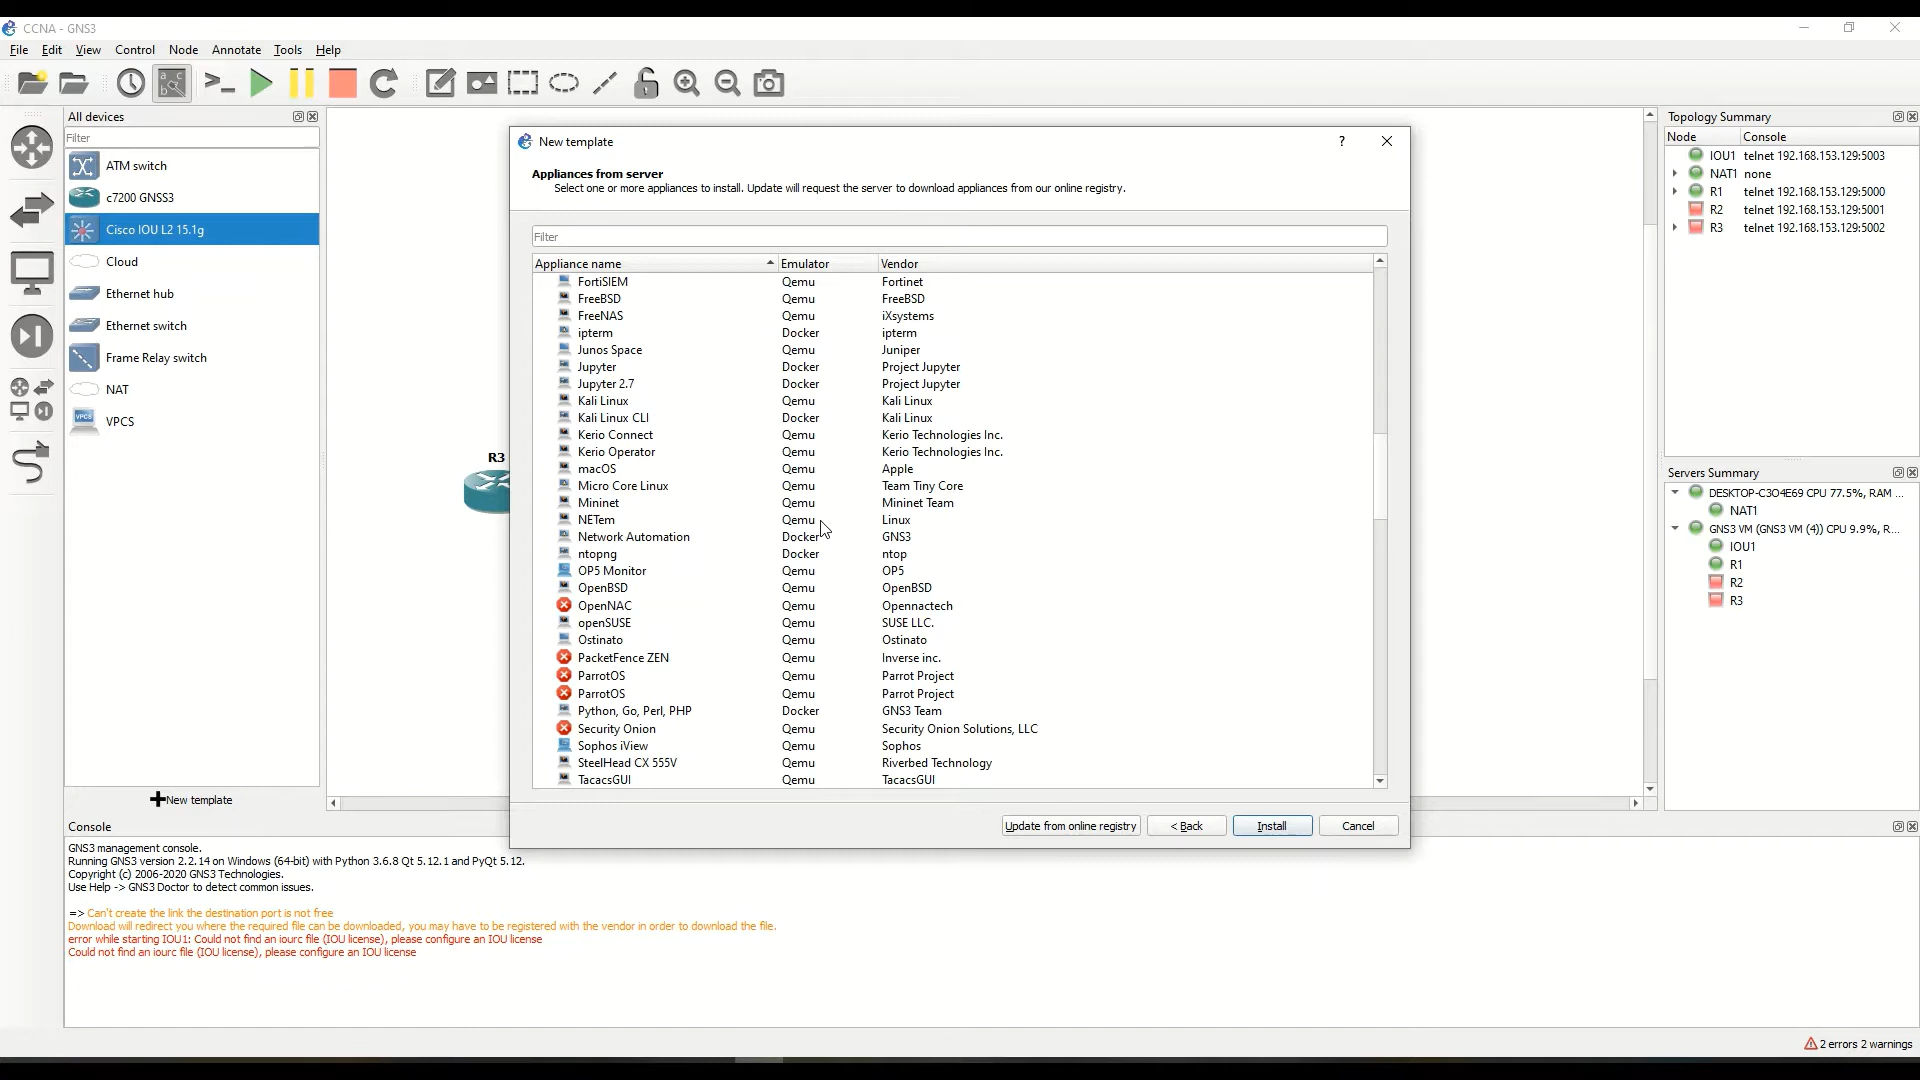 CCNA - GNS3
File Edit View Control Node Annotate Tools Help
All devices
Filter
ATM switch
c7200 GNSS3
Cisco IOU L2 15.1g
Cloud
Ethernet hub
Ethernet switch
Frame Relay switch
NAT
VPCS
New template
R3
New template
?
Appliances from server
Select one or more appliances to install. Update will request the server to download appliances from our online registry.
Filter
Appliance name Emulator Vendor
FortiSIEM Qemu Fortinet
FreeBSD Qemu FreeBSD
FreeNAS Qemu iXsystems
ipterm Docker ipterm
Junos Space Qemu Juniper
Jupyter Docker Project Jupyter
Jupyter 2.7 Docker Project Jupyter
Kali Linux Qemu Kali Linux
Kali Linux CLI Docker Kali Linux
Kerio Connect Qemu Kerio Technologies Inc.
Kerio Operator Qemu Kerio Technologies Inc.
macOS Qemu Apple
Micro Core Linux Qemu Team Tiny Core
Mininet Qemu Mininet Team
NETem Qemu Linux
Network Automation Docker GNS3
ntopng Docker ntop
OP5 Monitor Qemu OP5
OpenBSD Qemu OpenBSD
OpenNAC Qemu Opennactech
openSUSE Qemu SUSE LLC.
Ostinato Qemu Ostinato
PacketFence ZEN Qemu Inverse inc.
ParrotOS Qemu Parrot Project
ParrotOS Qemu Parrot Project
Python, Go, Perl, PHP Docker GNS3 Team
Security Onion Qemu Security Onion Solutions, LLC
Sophos iView Qemu Sophos
SteelHead CX 555V Qemu Riverbed Technology
TacacsGUI Qemu TacacsGUI
Update from online registry < Back Install Cancel
Topology Summary
Node Console
IOU1 telnet 192.168.153.129:5003
NAT1 none
R1 telnet 192.168.153.129:5000
R2 telnet 192.168.153.129:5001
R3 telnet 192.168.153.129:5002
Servers Summary
DESKTOP-C3O4E69 CPU 77.5%, RAM ...
NAT1
GNS3 VM (GNS3 VM (4)) CPU 9.9%, R...
IOU1
R1
R2
R3
Console
GNS3 management console.
Running GNS3 version 2.2.14 on Windows (64-bit) with Python 3.6.8 Qt 5.12.1 and PyQt 5.12.
Copyright (c) 2006-2020 GNS3 Technologies.
Use Help -> GNS3 Doctor to detect common issues.
=> Can't create the link the destination port is not free
Download will redirect you where the required file can be downloaded, you may have to be registered with the vendor in order to download the file.
error while starting IOU1: Could not find an iourc file (IOU license), please configure an IOU license
Could not find an iourc file (IOU license), please configure an IOU license
2 errors 2 warnings